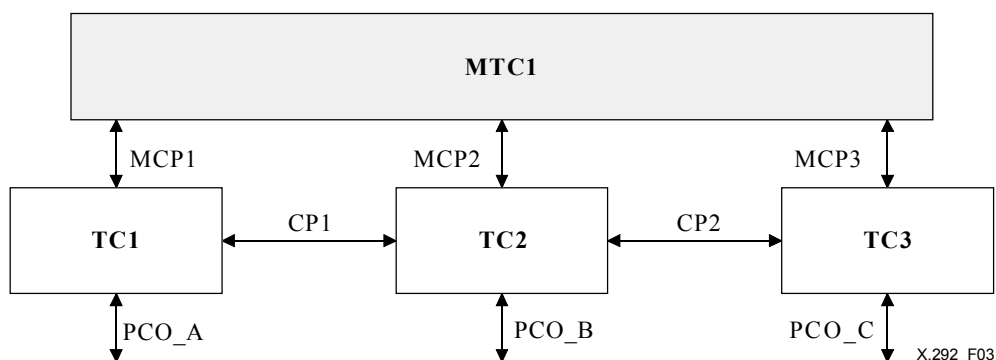 MTC1
MCP1
MCP2
MCP3
TC1
CP1
TC2
CP2
TC3
PCO_A
PCO_B
PCO_C
X.292_F03